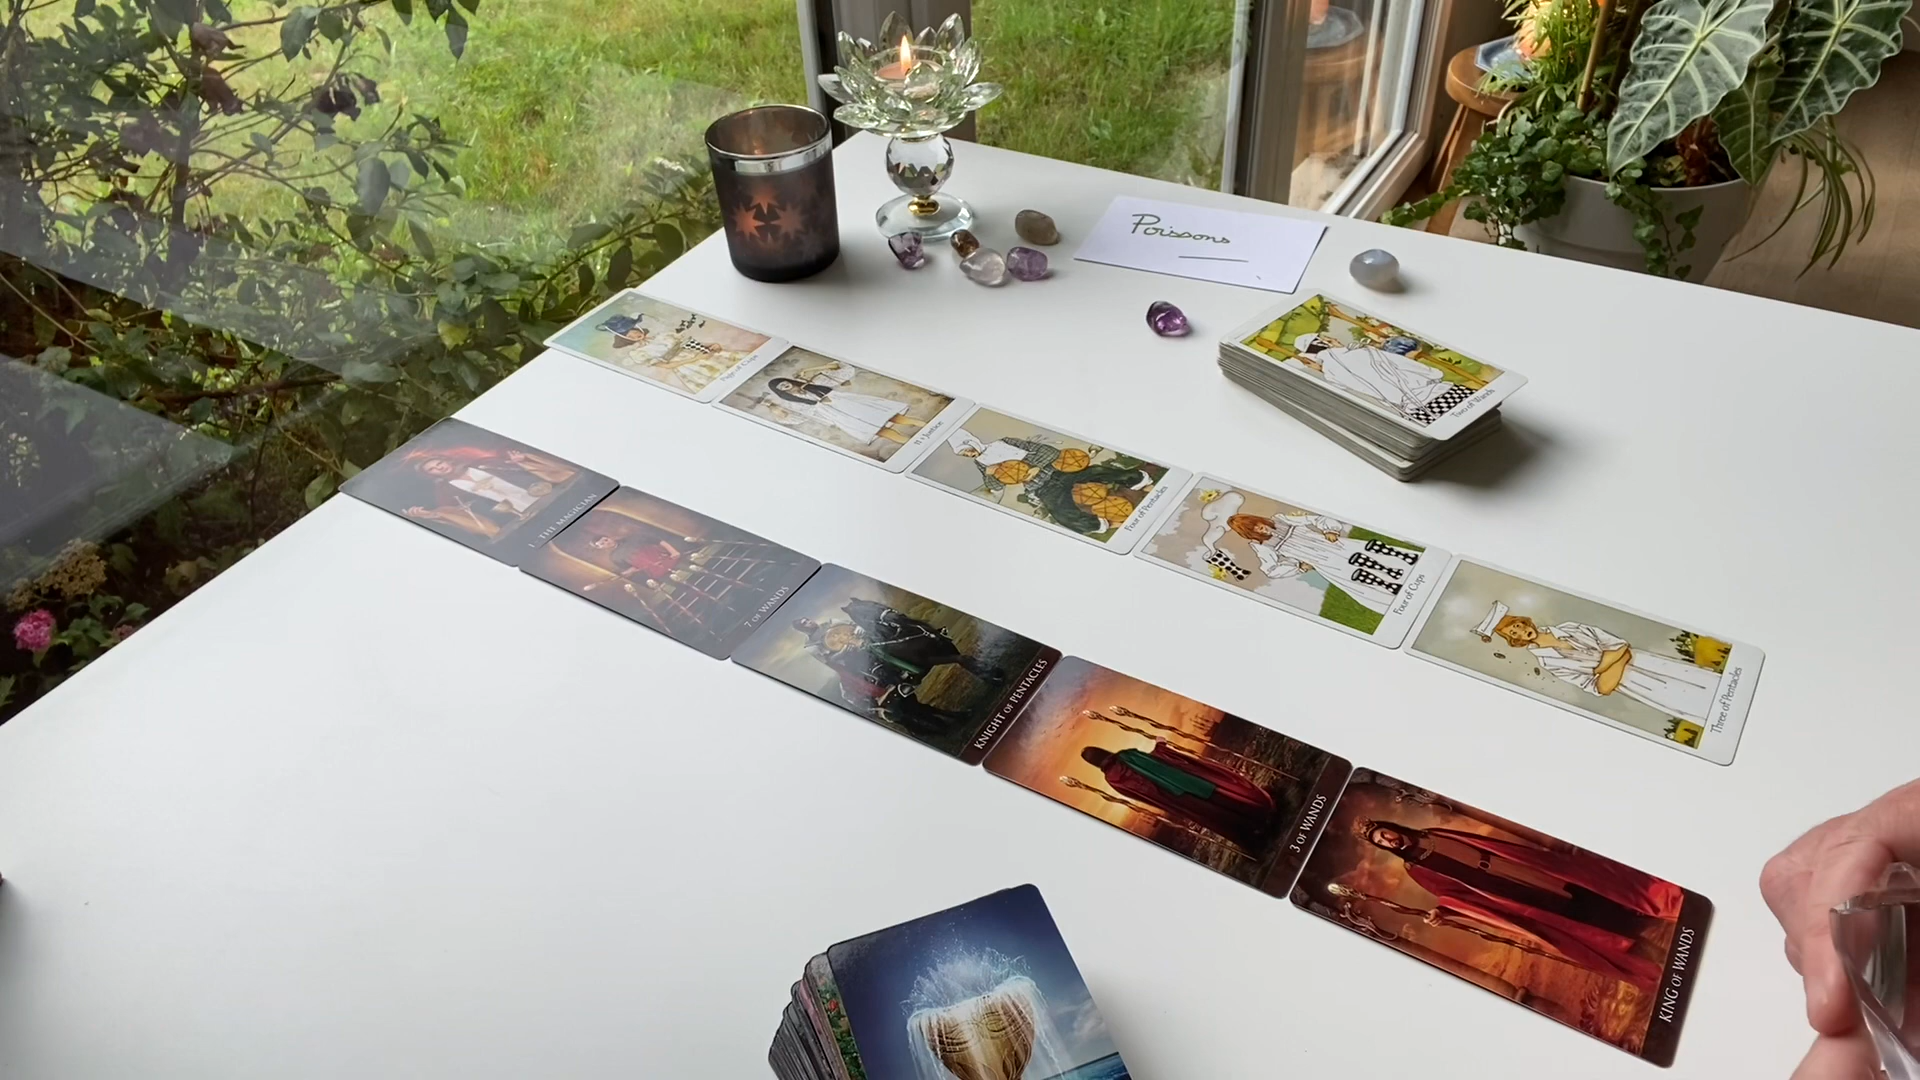 Poissons
Two of Wands
Page of Cups
11 • Justice
Four of Pentacles
Four of Cups
Three of Pentacles
I - THE MAGICIAN
7 OF WANDS
KNIGHT OF PENTACLES
3 OF WANDS
KING OF WANDS